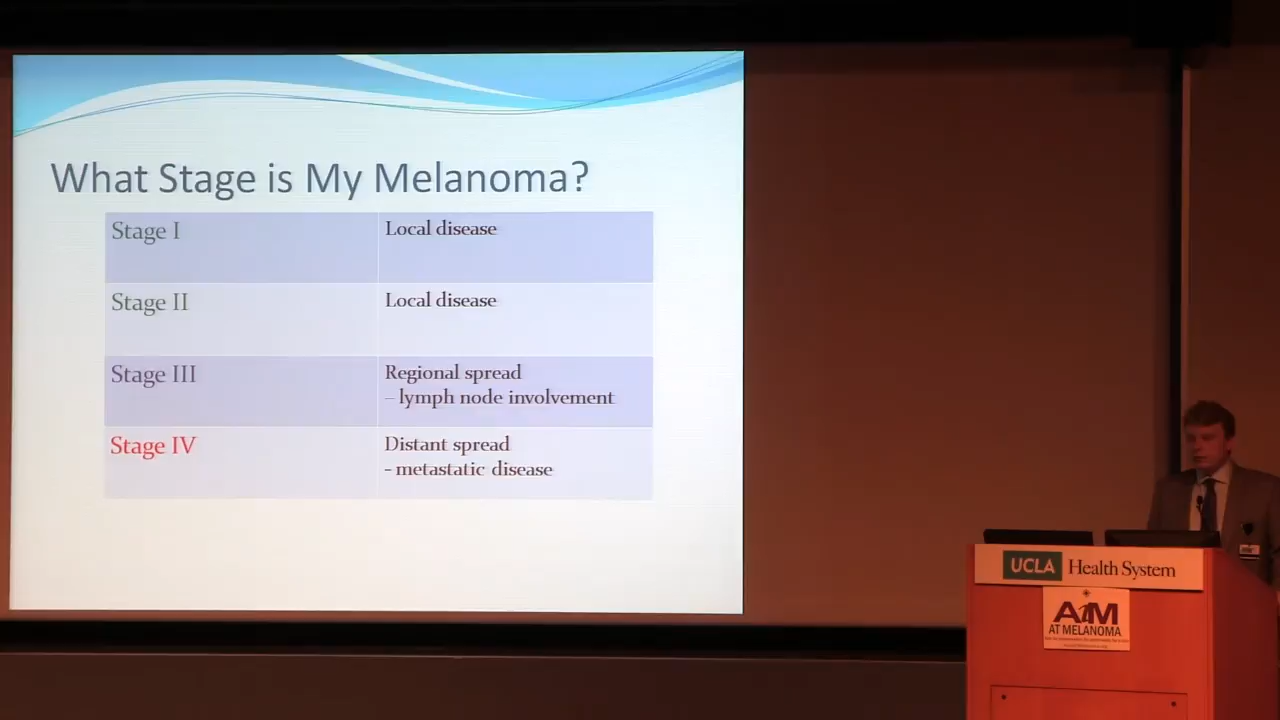 What Stage is My Melanoma?
Stage I
Local disease
Stage II
Local disease
Stage III
Regional spread
– lymph node involvement
Stage IV
Distant spread
- metastatic disease
UCLA Health System
AiM
AT MELANOMA